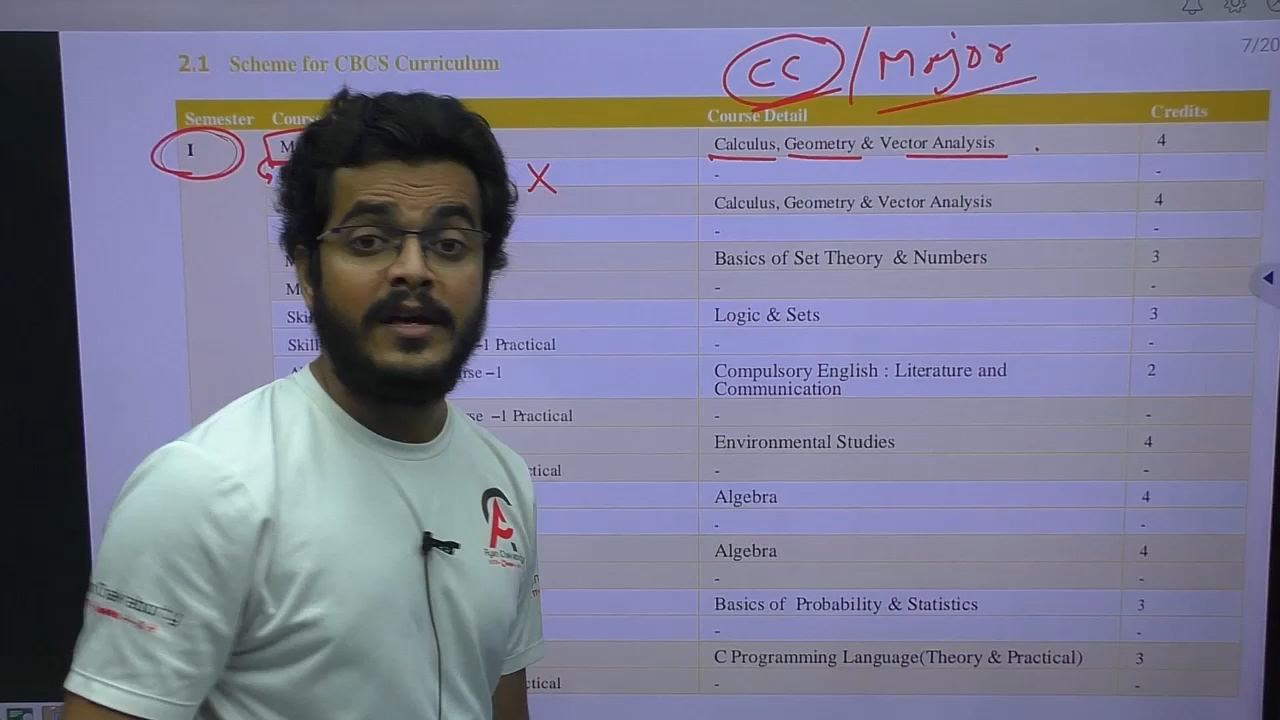 CC / Major
7/20
2.1 Scheme for CBCS Curriculum
Semester Course Detail Credits
I Calculus, Geometry & Vector Analysis 4
X - -
Calculus, Geometry & Vector Analysis 4
- -
Basics of Set Theory & Numbers 3
- -
Logic & Sets 3
Skill -1 Practical - -
-1 Compulsory English : Literature and 2
Communication
-1 Practical - -
Environmental Studies 4
- -
Algebra 4
- -
Algebra 4
- -
Basics of Probability & Statistics 3
- -
C Programming Language(Theory & Practical) 3
- -